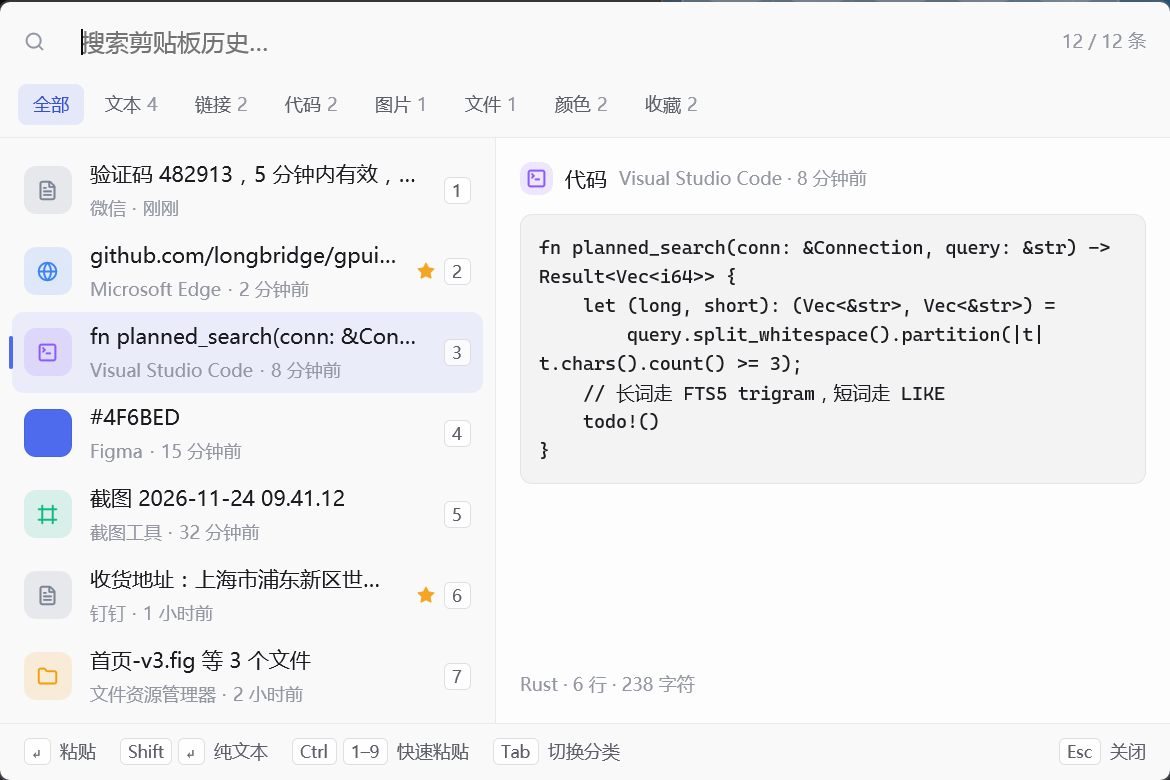 搜索剪贴板历史...
12 / 12 条
全部 文本 4 链接 2 代码 2 图片 1 文件 1 颜色 2 收藏 2
验证码 482913，5 分钟内有效，...
微信 · 刚刚
1
github.com/longbridge/gpui...
Microsoft Edge · 2 分钟前
2
fn planned_search(conn: &Con...
Visual Studio Code · 8 分钟前
3
#4F6BED
Figma · 15 分钟前
4
截图 2026-11-24 09.41.12
截图工具 · 32 分钟前
5
收货地址：上海市浦东新区世...
钉钉 · 1 小时前
6
首页-v3.fig 等 3 个文件
文件资源管理器 · 2 小时前
7
代码 Visual Studio Code · 8 分钟前
fn planned_search(conn: &Connection, query: &str) ->
Result<Vec<i64>> {
    let (long, short): (Vec<&str>, Vec<&str>) =
        query.split_whitespace().partition(|t|
t.chars().count() >= 3);
    // 长词走 FTS5 trigram，短词走 LIKE
    todo!()
}
Rust · 6 行 · 238 字符
↵ 粘贴 Shift ↵ 纯文本 Ctrl 1–9 快速粘贴 Tab 切换分类 Esc 关闭